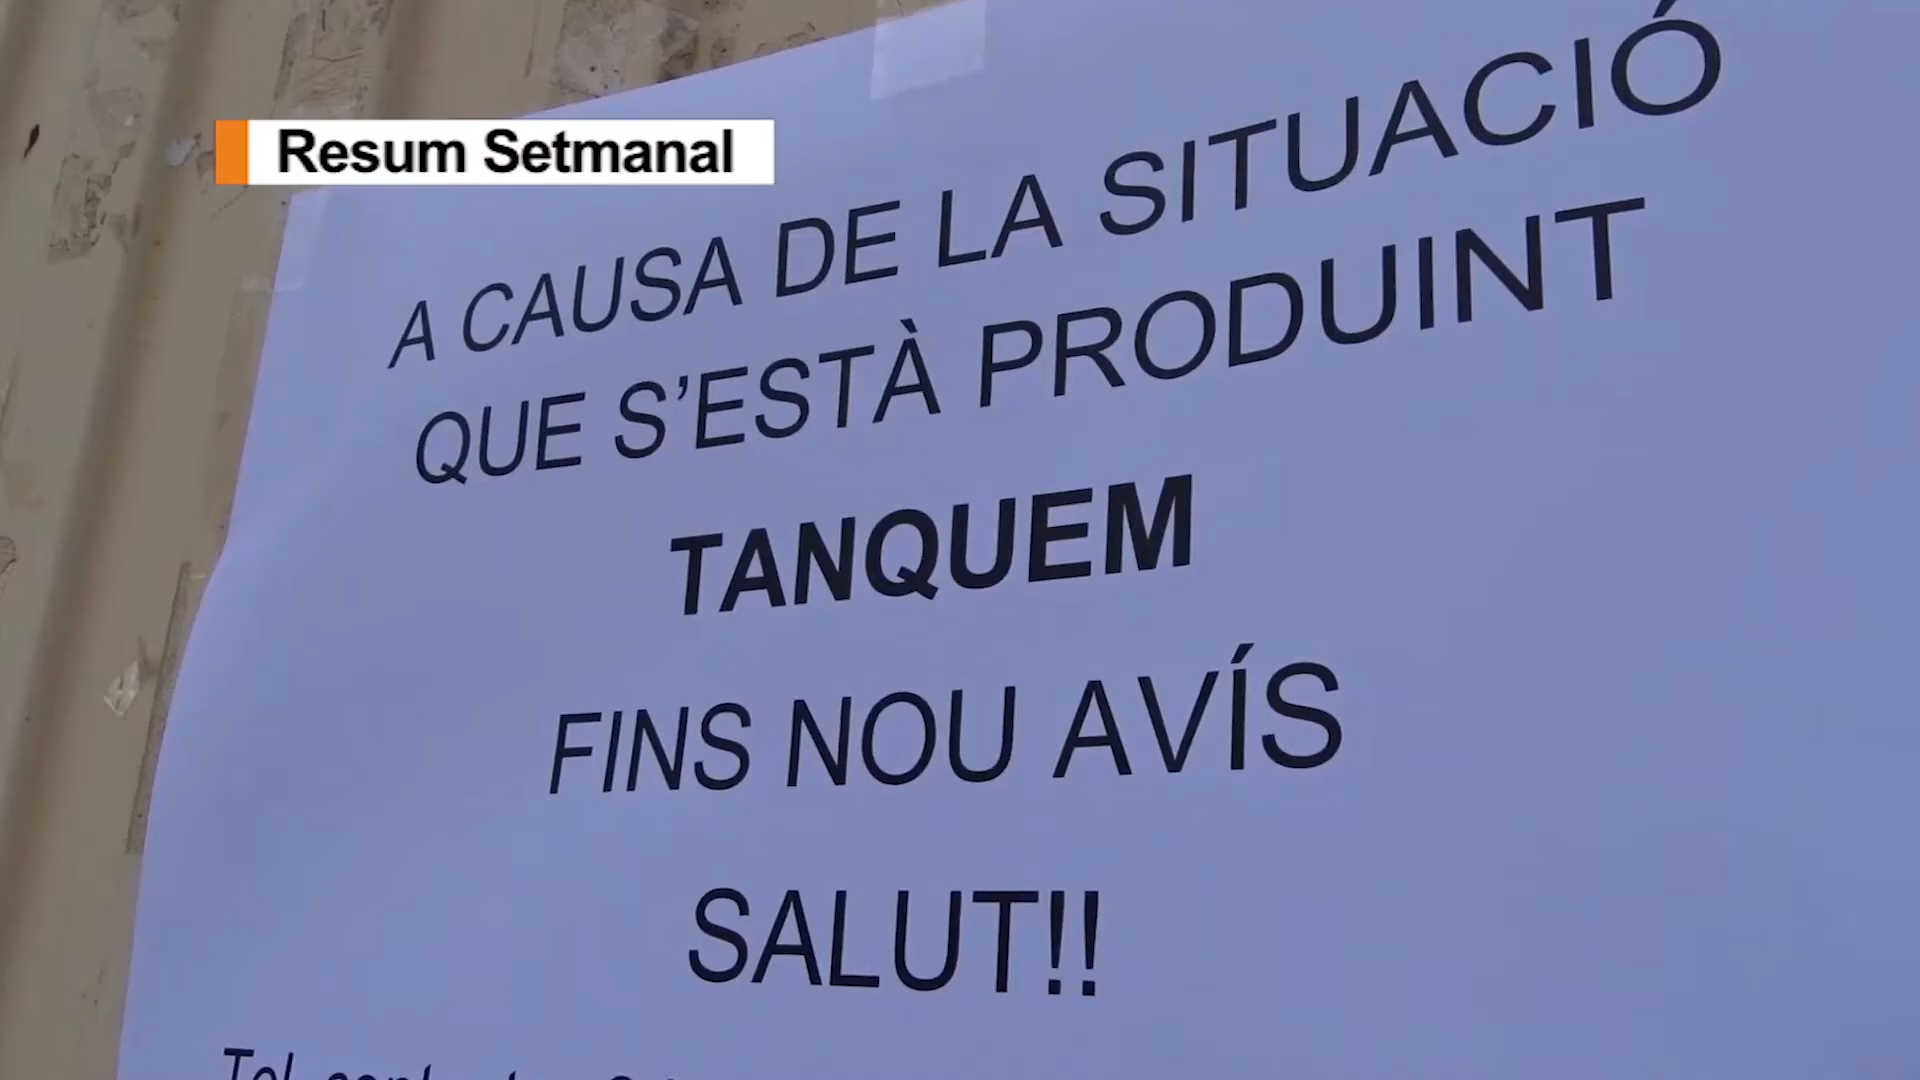 Resum Setmanal
A CAUSA DE LA SITUACIÓ
QUE S'ESTÀ PRODUINT
TANQUEM
FINS NOU AVÍS
SALUT!!